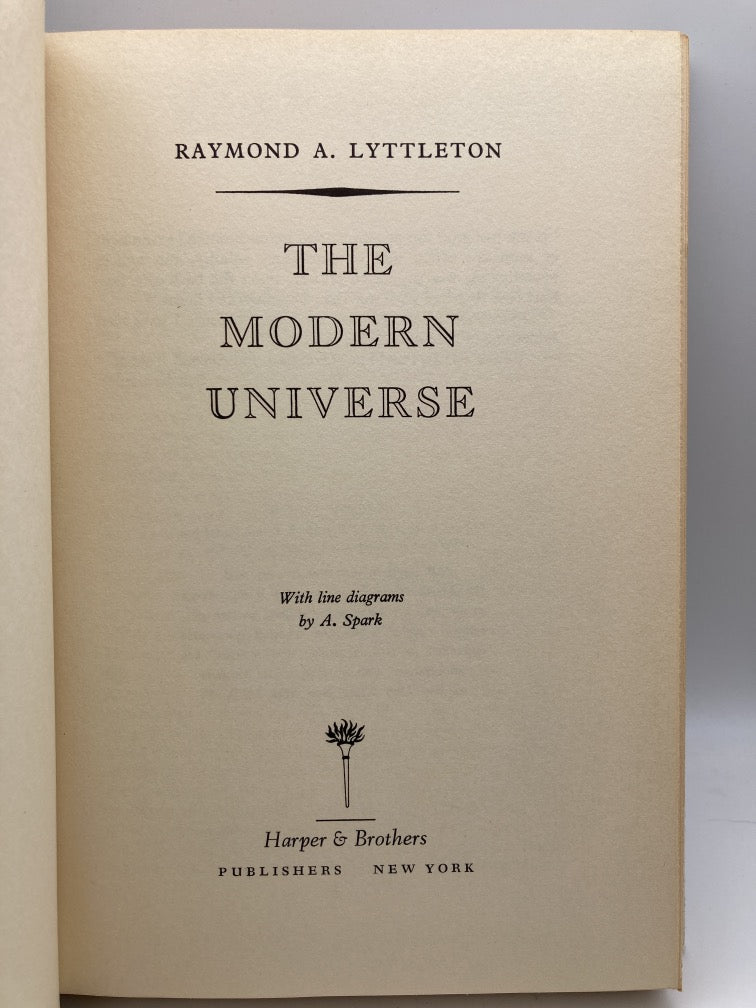 RAYMOND A. LYTTLETON
THE
MODERN
UNIVERSE
With line diagrams
by A. Spark
Harper & Brothers
PUBLISHERS NEW YORK